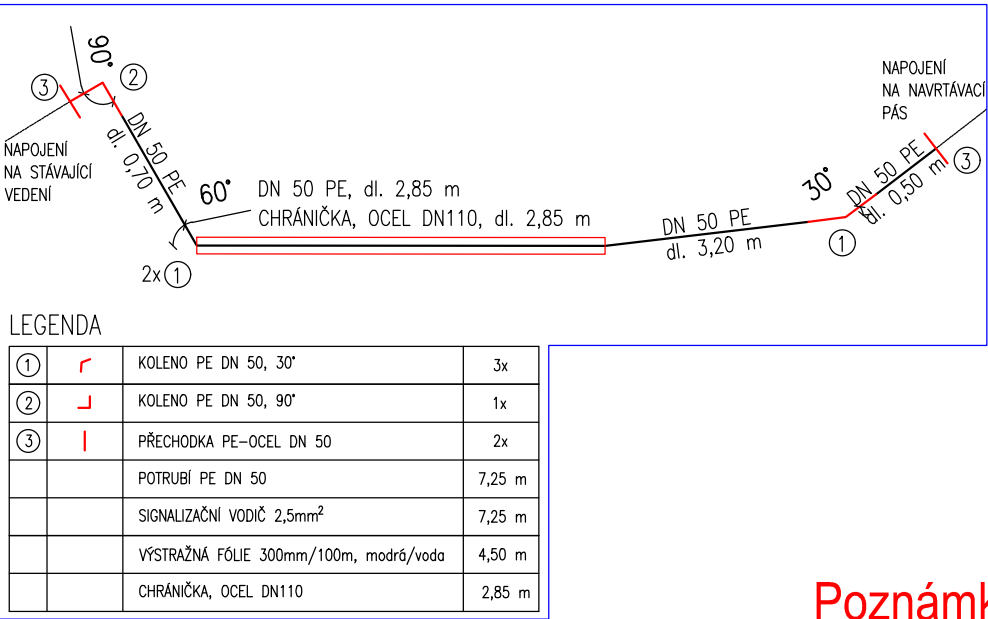 90°
3
2
NAPOJENÍ
NA STÁVAJÍCÍ
VEDENÍ
DN 50 PE
dl. 0,70 m
60°
DN 50 PE, dl. 2,85 m
CHRÁNIČKA, OCEL DN110, dl. 2,85 m
2x 1
DN 50 PE
dl. 3,20 m
30°
1
DN 50 PE
dl. 0,50 m
NAPOJENÍ
NA NAVRTÁVACÍ
PÁS
3
LEGENDA
1 KOLENO PE DN 50, 30° 3x
2 KOLENO PE DN 50, 90° 1x
3 PŘECHODKA PE-OCEL DN 50 2x
POTRUBÍ PE DN 50 7,25 m
SIGNALIZAČNÍ VODIČ 2,5mm² 7,25 m
VÝSTRAŽNÁ FÓLIE 300mm/100m, modrá/voda 4,50 m
CHRÁNIČKA, OCEL DN110 2,85 m
Poznámk